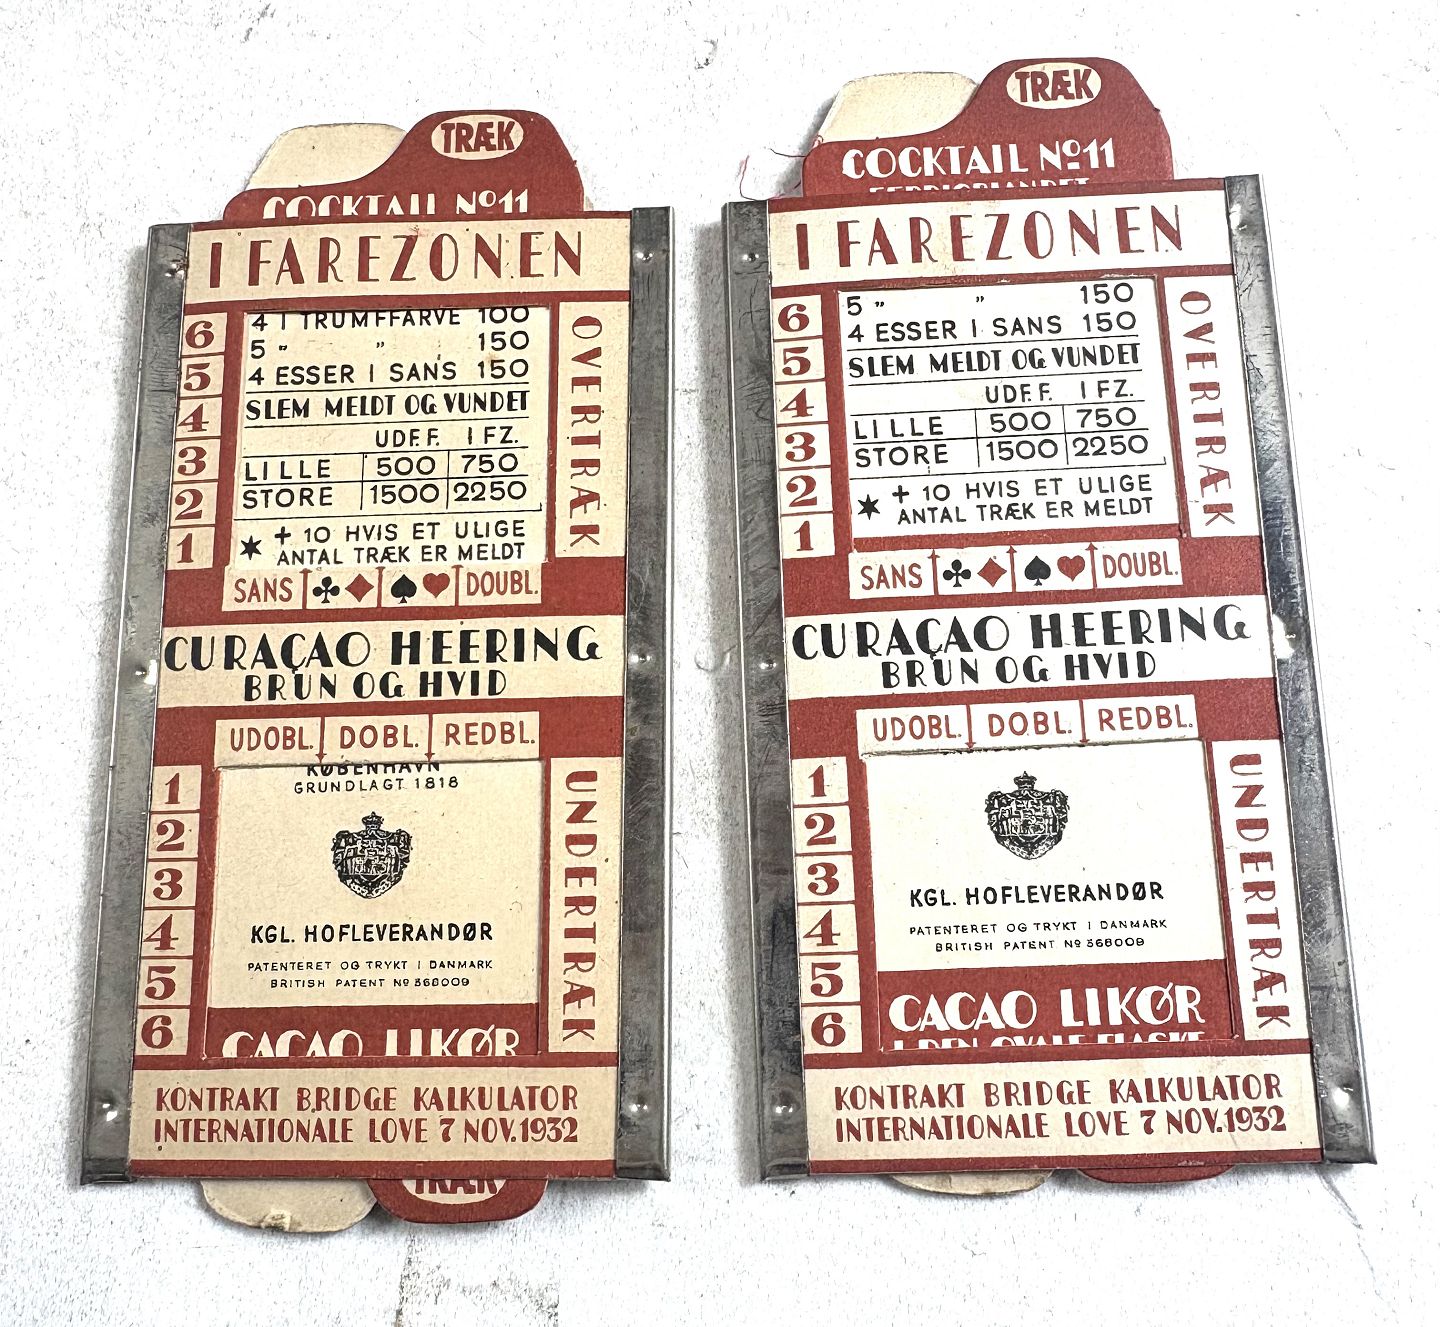 TRÆK
COCKTAIL Nº 11
I FAREZONEN
6
5
4
3
2
1
4 I TRUMFFARVE 100
5 " " 150
4 ESSER I SANS 150
SLEM MELDT OG VUNDET
UDF.F. I FZ.
LILLE 500 750
STORE 1500 2250
* + 10 HVIS ET ULIGE
ANTAL TRÆK ER MELDT
OVERTRÆK
SANS ♣ ♦ ♠ ♥ DOUBL.
CURAÇAO HEERING
BRUN OG HVID
UDOBL. DOBL. REDBL.
1
2
3
4
5
6
KØBENHAVN
GRUNDLAGT 1818
KGL. HOFLEVERANDØR
PATENTERET OG TRYKT I DANMARK
BRITISH PATENT Nº 368009
CACAO LIKØR
UNDERTRÆK
KONTRAKT BRIDGE KALKULATOR
INTERNATIONALE LOVE 7 NOV. 1932
TRÆK
TRÆK
COCKTAIL Nº 11
I FAREZONEN
6
5
4
3
2
1
5 " " 150
4 ESSER I SANS 150
SLEM MELDT OG VUNDET
UDF.F. I FZ.
LILLE 500 750
STORE 1500 2250
* + 10 HVIS ET ULIGE
ANTAL TRÆK ER MELDT
OVERTRÆK
SANS ♣ ♦ ♠ ♥ DOUBL.
CURAÇAO HEERING
BRUN OG HVID
UDOBL. DOBL. REDBL.
1
2
3
4
5
6
KGL. HOFLEVERANDØR
PATENTERET OG TRYKT I DANMARK
BRITISH PATENT Nº 368009
CACAO LIKØR
I DEN OVALE FLASKE
UNDERTRÆK
KONTRAKT BRIDGE KALKULATOR
INTERNATIONALE LOVE 7 NOV. 1932